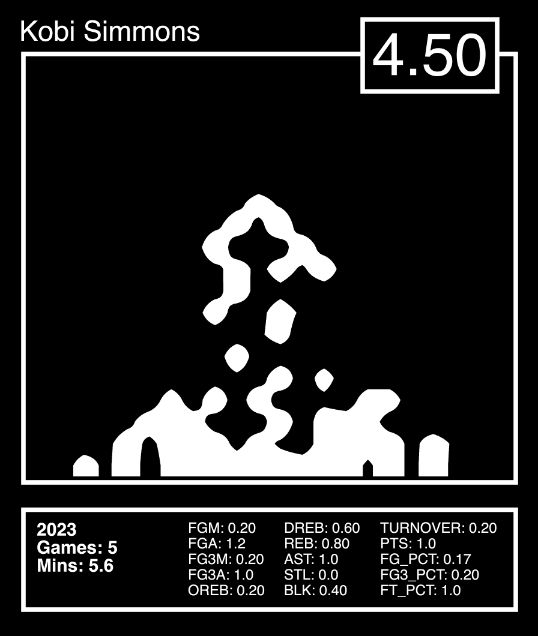 Kobi Simmons
4.50
2023
Games: 5
Mins: 5.6
FGM: 0.20
FGA: 1.2
FG3M: 0.20
FG3A: 1.0
OREB: 0.20
DREB: 0.60
REB: 0.80
AST: 1.0
STL: 0.0
BLK: 0.40
TURNOVER: 0.20
PTS: 1.0
FG_PCT: 0.17
FG3_PCT: 0.20
FT_PCT: 1.0